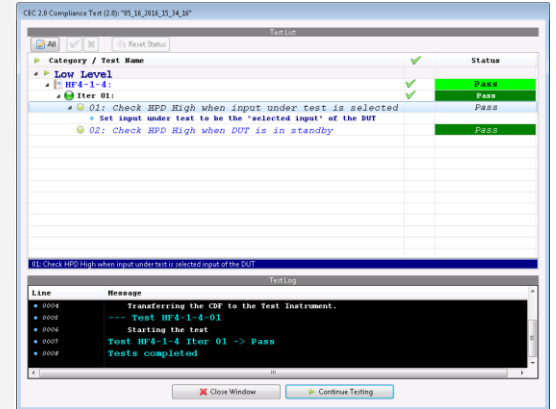 CEC 2.0 Compliance Test (2.0): "05_16_2016_15_34_16"
Test List
All Reset Status
Category / Test Name Status
Low Level
HF4-1-4: Pass
Iter 01: Pass
01: Check HPD High when input under test is selected Pass
Set input under test to be the "selected input" of the DUT
02: Check HPD High when DUT is in standby Pass
01: Check HPD High when input under test is selected input of the DUT
Test Log
Line Message
0004 Transferring the CDF to the Test Instrument.
0005 --- Test HF4-1-4-01
0006 Starting the test
0007 Test HF4-1-4 Iter 01 -> Pass
0008 Tests completed
Close Window Continue Testing